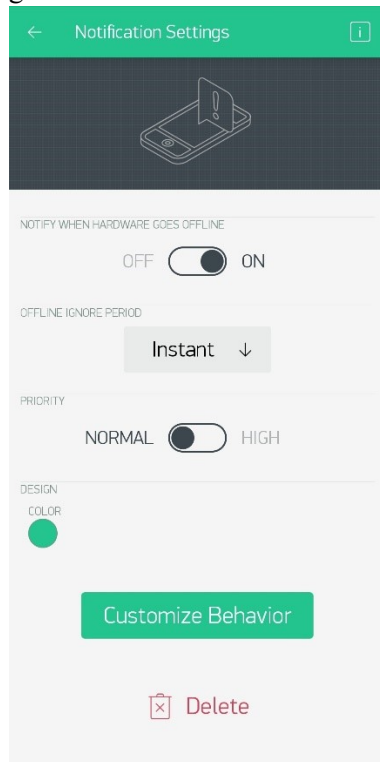 Notification Settings
NOTIFY WHEN HARDWARE GOES OFFLINE
OFF ON
OFFLINE IGNORE PERIOD
Instant ↓
PRIORITY
NORMAL HIGH
DESIGN
COLOR
Customize Behavior
Delete